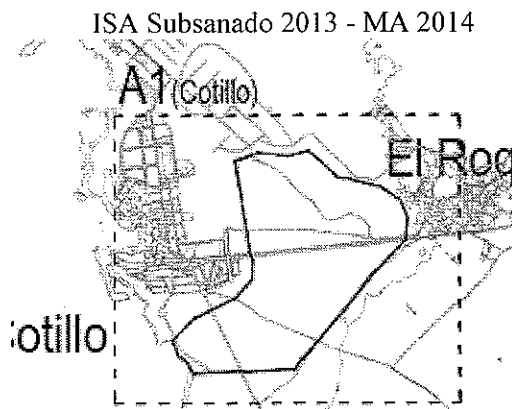 ISA Subsanado 2013 - MA 2014
A1(Cotillo)
El Roq
otillo